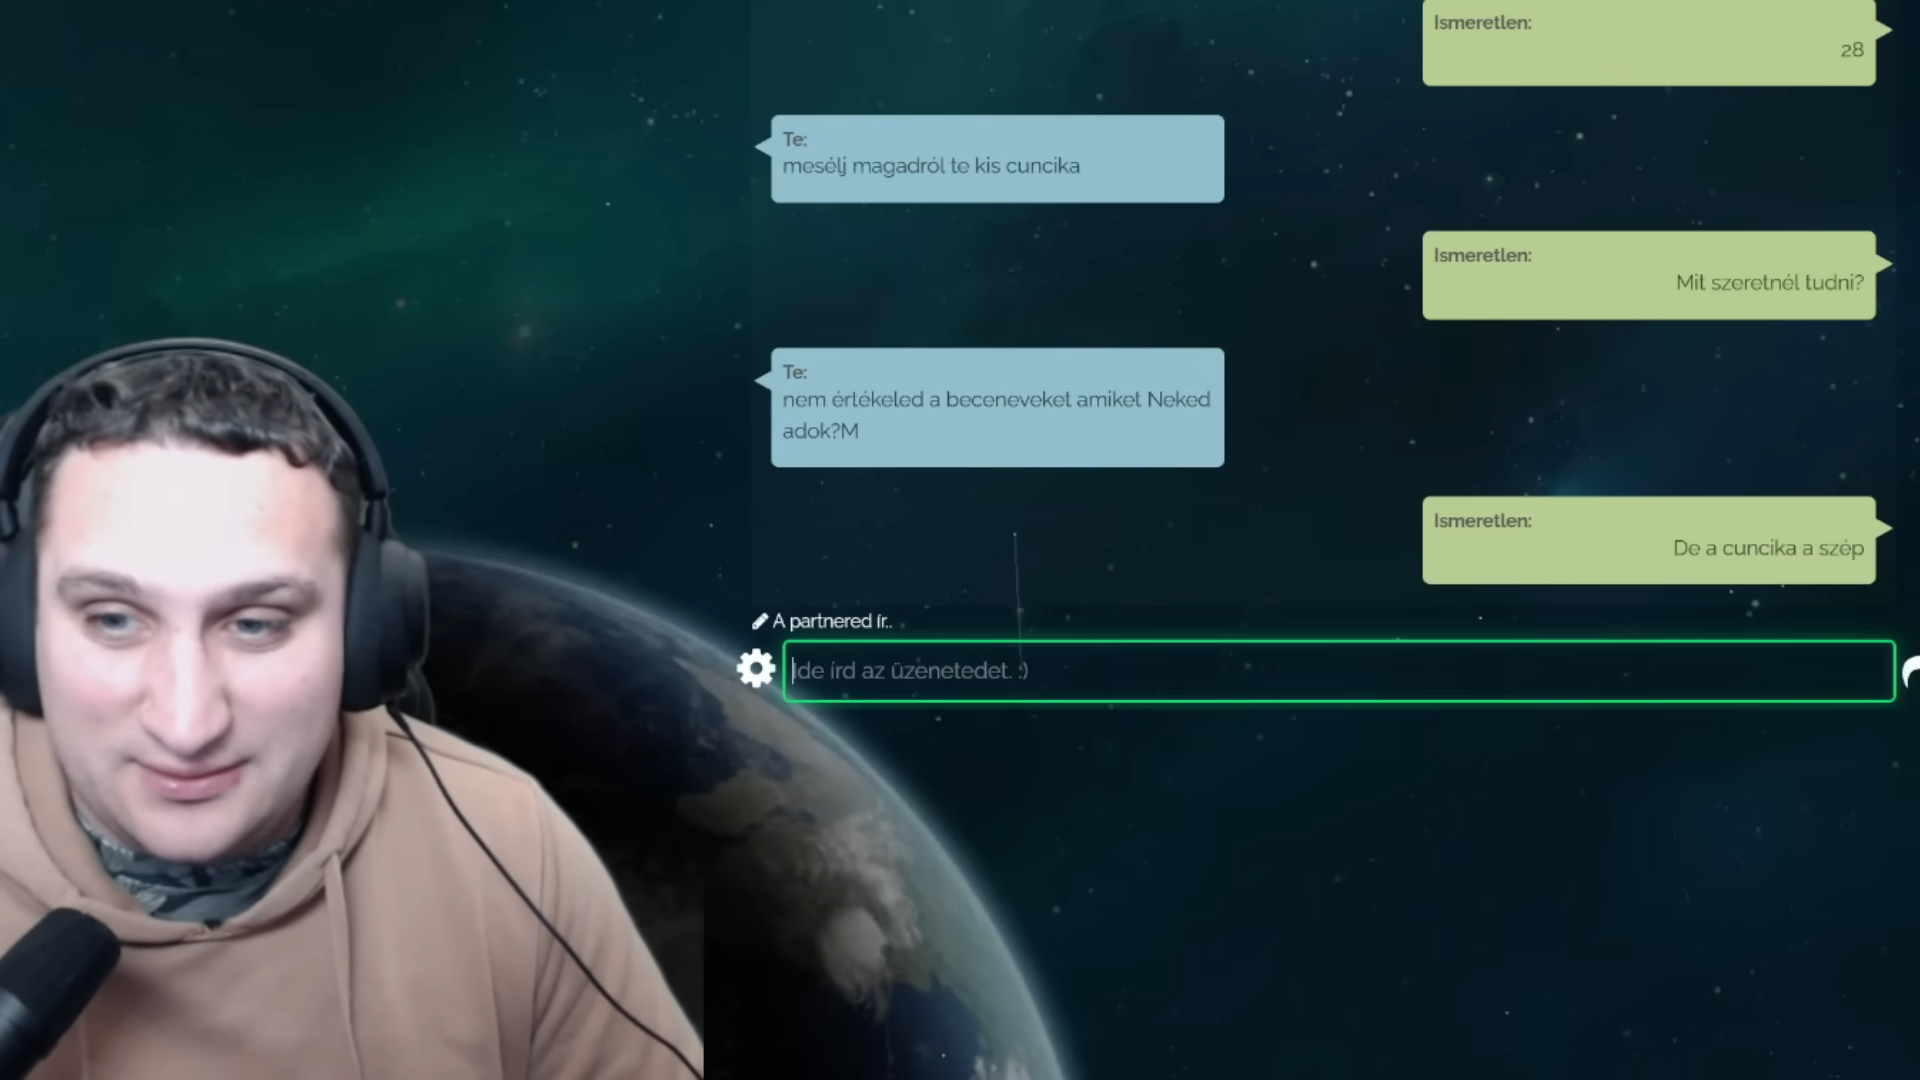 Ismeretlen:
28
Te:
mesélj magadról te kis cuncika
Ismeretlen:
Mit szeretnél tudni?
Te:
nem értékeled a beceneveket amiket Neked
adok?M
Ismeretlen:
De a cuncika a szép
A partnered ír..
Ide írd az üzenetedet. :)